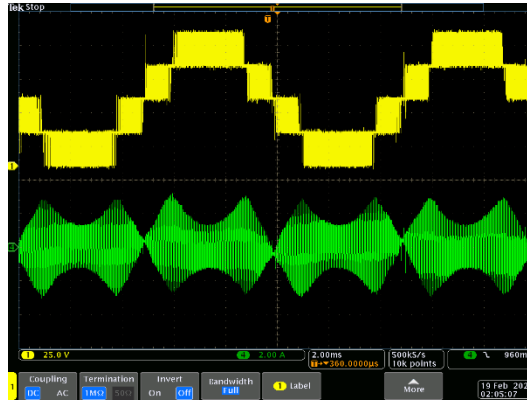 Tek Stop
T
1
1 25.0 V 4 2.00 A 2.00ms 500kS/s 4 960m
T→▼360.0000µs 10k points
1 Coupling Termination Invert Bandwidth 1 Label More 19 Feb 202
DC AC 1MΩ 50Ω On Off Full 02:05:07